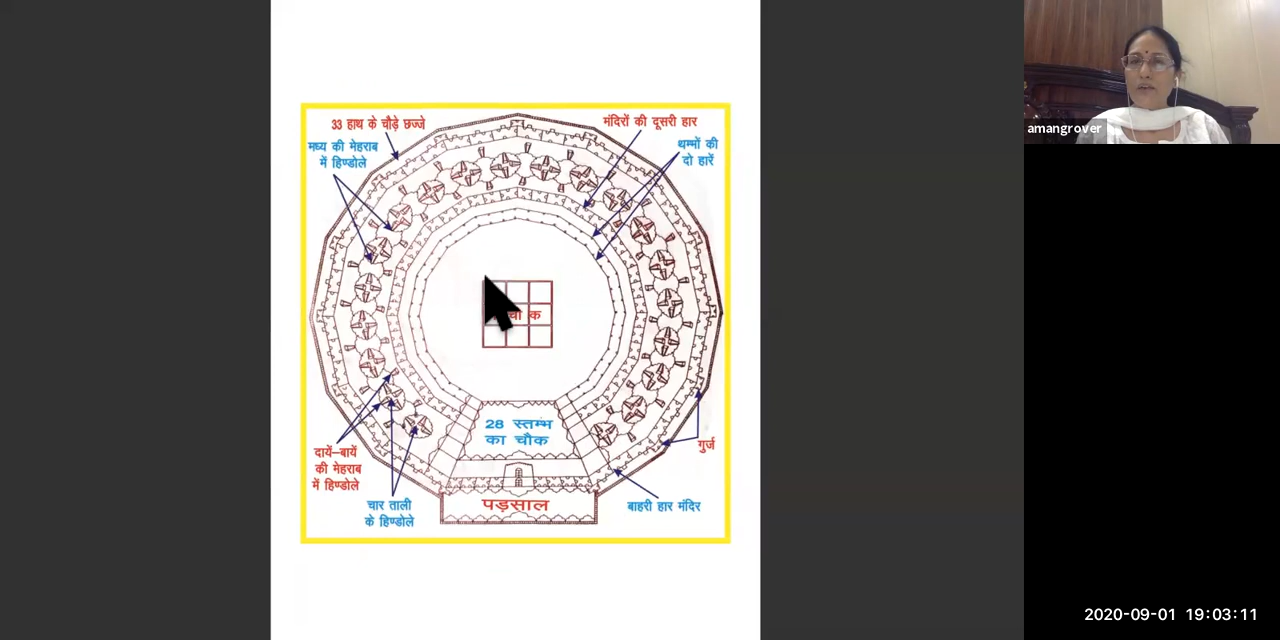 33 हाथ के चौड़े छज्जे
मंदिरों की दूसरी हार
मध्य की मेहराब
में हिण्डोले
थम्भों की
दो हारें
चौक
28 स्तम्भ
का चौक
दायें–बायें
की मेहराब
में हिण्डोले
गुर्ज
चार ताली
के हिण्डोले
पड़साल
बाहरी हार मंदिर
amangrover
2020-09-01 19:03:11